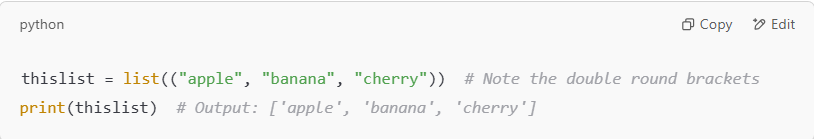 python
Copy
Edit
thislist = list(("apple", "banana", "cherry"))  # Note the double round brackets
print(thislist)  # Output: ['apple', 'banana', 'cherry']